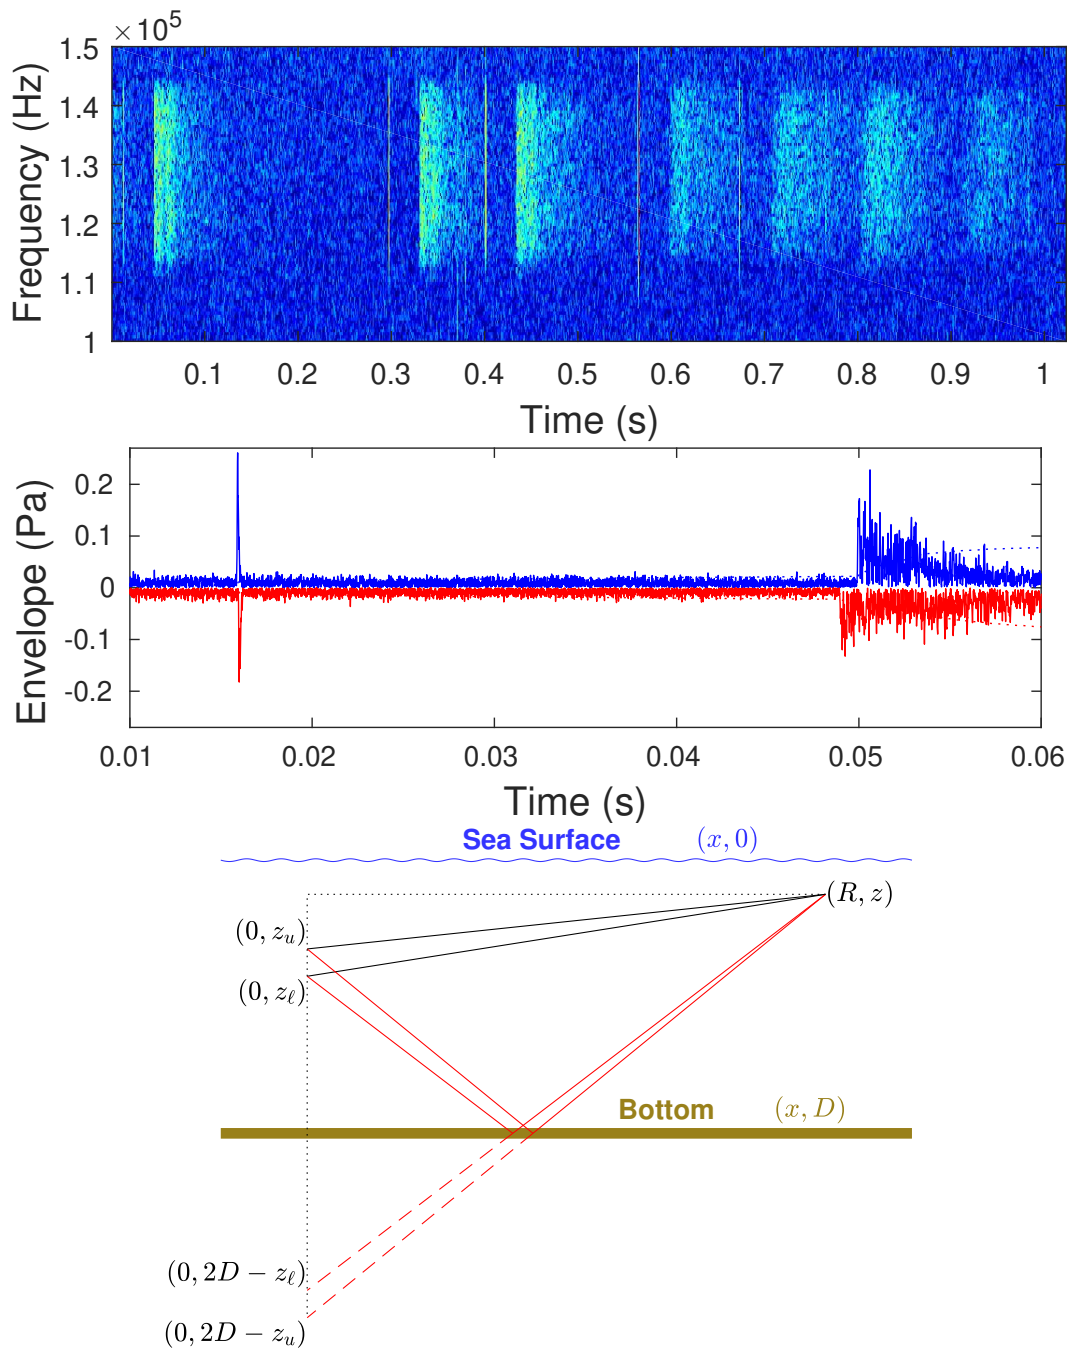 ×10⁵
1.5
1.4
1.3
1.2
1.1
1
Frequency (Hz)
0.1 0.2 0.3 0.4 0.5 0.6 0.7 0.8 0.9 1
Time (s)
0.2
0.1
0
-0.1
-0.2
Envelope (Pa)
0.01 0.02 0.03 0.04 0.05 0.06
Time (s)
Sea Surface (x, 0)
(R, z)
(0, z_u)
(0, z_ℓ)
Bottom (x, D)
(0, 2D − z_ℓ)
(0, 2D − z_u)